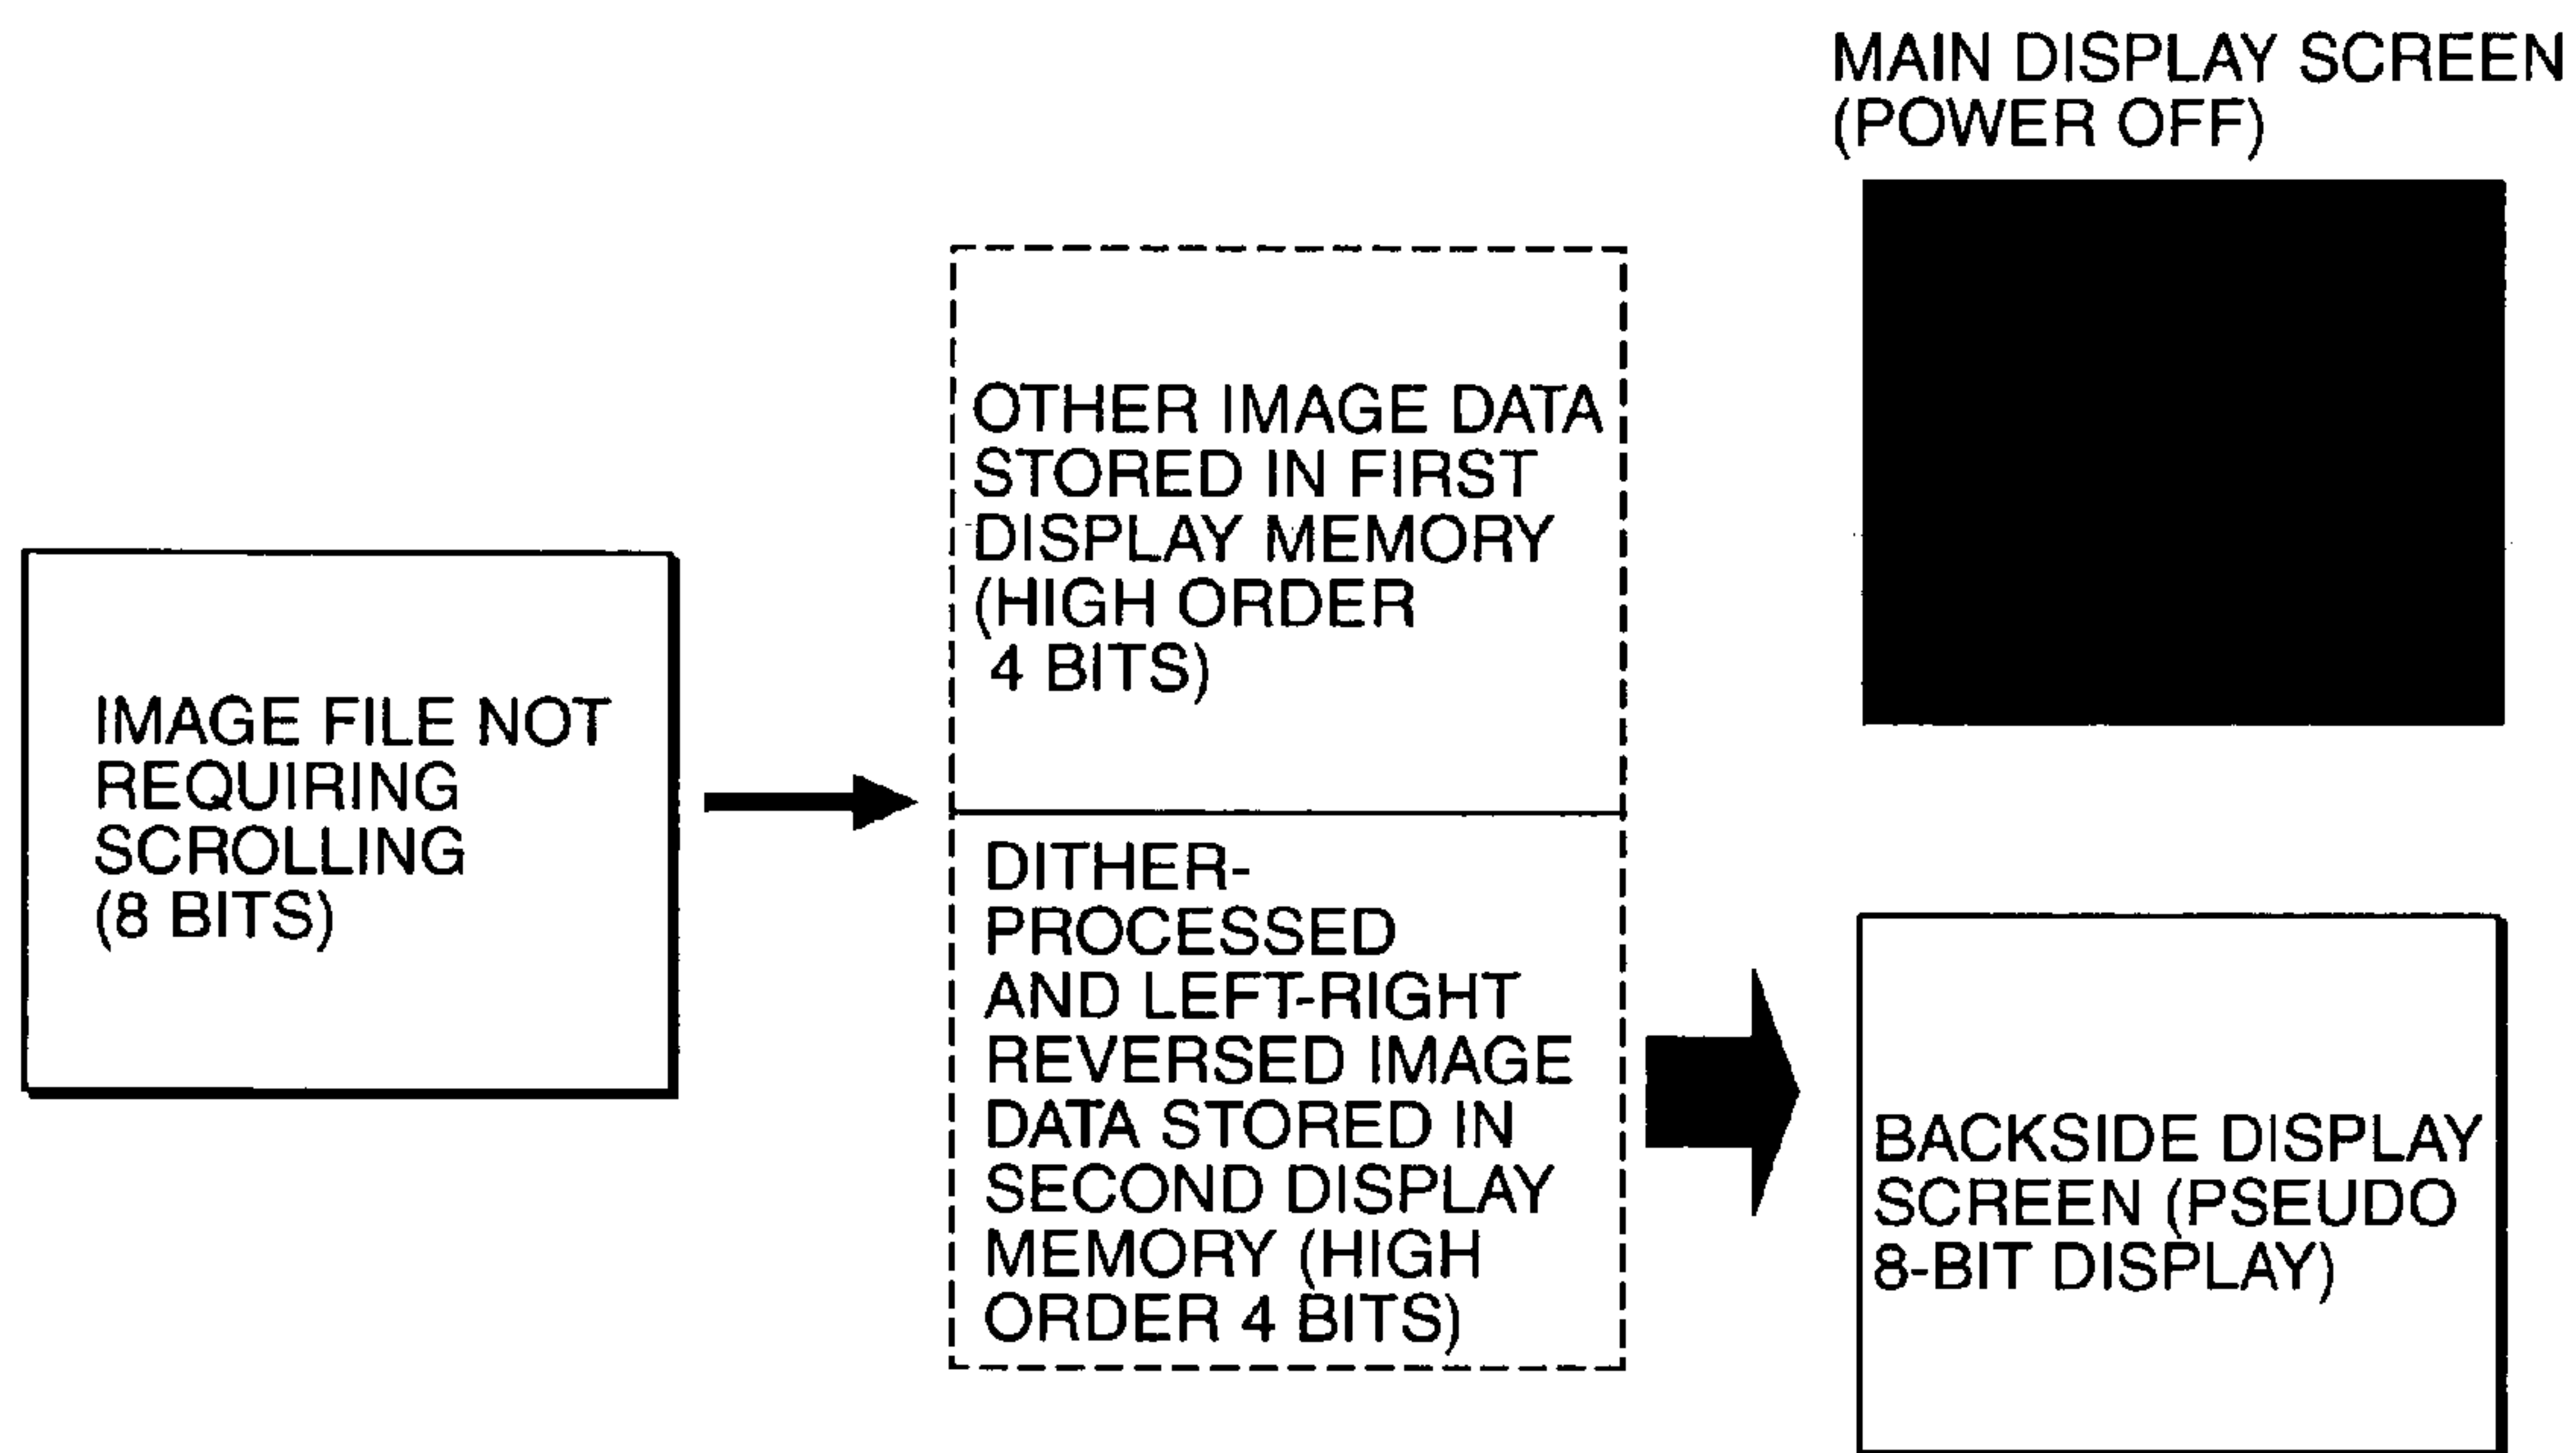 MAIN DISPLAY SCREEN
(POWER OFF)
OTHER IMAGE DATA
STORED IN FIRST
DISPLAY MEMORY
(HIGH ORDER
4 BITS)
IMAGE FILE NOT
REQUIRING
SCROLLING
(8 BITS)
DITHER-
PROCESSED
AND LEFT-RIGHT
REVERSED IMAGE
DATA STORED IN
SECOND DISPLAY
MEMORY (HIGH
ORDER 4 BITS)
BACKSIDE DISPLAY
SCREEN (PSEUDO
8-BIT DISPLAY)